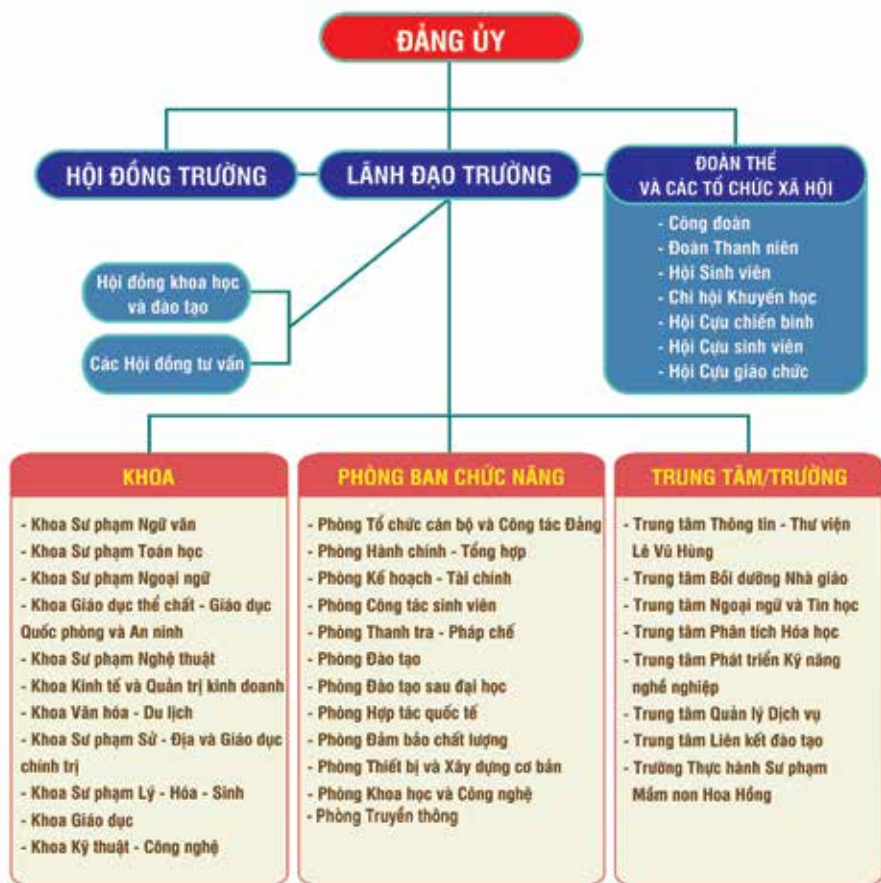 ĐẢNG ỦY
HỘI ĐỒNG TRƯỜNG
LÃNH ĐẠO TRƯỜNG
ĐOÀN THỂ
VÀ CÁC TỔ CHỨC XÃ HỘI
- Công đoàn
- Đoàn Thanh niên
- Hội Sinh viên
- Chi hội Khuyến học
- Hội Cựu chiến binh
- Hội Cựu sinh viên
- Hội Cựu giáo chức
Hội đồng khoa học
và đào tạo
Các Hội đồng tư vấn
KHOA
- Khoa Sư phạm Ngữ văn
- Khoa Sư phạm Toán học
- Khoa Sư phạm Ngoại ngữ
- Khoa Giáo dục thể chất - Giáo dục
Quốc phòng và An ninh
- Khoa Sư phạm Nghệ thuật
- Khoa Kinh tế và Quản trị kinh doanh
- Khoa Văn hóa - Du lịch
- Khoa Sư phạm Sử - Địa và Giáo dục
chính trị
- Khoa Sư phạm Lý - Hóa - Sinh
- Khoa Giáo dục
- Khoa Kỹ thuật - Công nghệ
PHÒNG BAN CHỨC NĂNG
- Phòng Tổ chức cán bộ và Công tác Đảng
- Phòng Hành chính - Tổng hợp
- Phòng Kế hoạch - Tài chính
- Phòng Công tác sinh viên
- Phòng Thanh tra - Pháp chế
- Phòng Đào tạo
- Phòng Đào tạo sau đại học
- Phòng Hợp tác quốc tế
- Phòng Đảm bảo chất lượng
- Phòng Thiết bị và Xây dựng cơ bản
- Phòng Khoa học và Công nghệ
- Phòng Truyền thông
TRUNG TÂM/TRƯỜNG
- Trung tâm Thông tin - Thư viện
Lê Vũ Hùng
- Trung tâm Bồi dưỡng Nhà giáo
- Trung tâm Ngoại ngữ và Tin học
- Trung tâm Phân tích Hóa học
- Trung tâm Phát triển Kỹ năng
nghề nghiệp
- Trung tâm Quản lý Dịch vụ
- Trung tâm Liên kết đào tạo
- Trường Thực hành Sư phạm
Mầm non Hoa Hồng